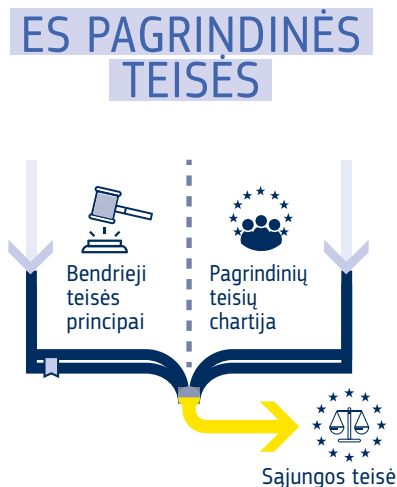 ES PAGRINDINĖS
TEISĖS
Bendrieji
teisės
principai
Pagrindinių
teisių
chartija
Sąjungos teisė